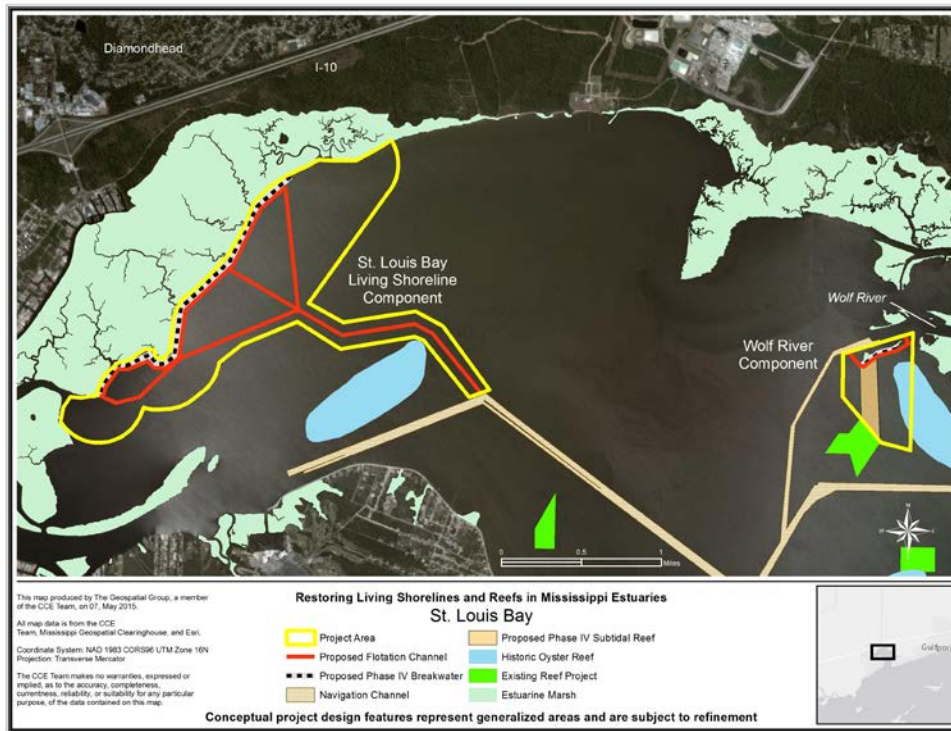 Diamondhead
I-10
St. Louis Bay
Living Shoreline
Component
Wolf River
Wolf River
Component
N
W
E
S
0 0.5 1
Miles
This map produced by The Geospatial Group, a member
of the CCE Team, on 07, May 2015.
All map data is from the CCE
Team, Mississippi Geospatial Clearinghouse, and Esri.
Coordinate System: NAD 1983 CORS96 UTM Zone 16N
Projection: Transverse Mercator
The CCE Team makes no warranties, expressed or
implied, as to the accuracy, completeness,
currentness, reliability, or suitability for any particular
purpose, of the data contained on this map.
Restoring Living Shorelines and Reefs in Mississippi Estuaries
St. Louis Bay
Project Area
Proposed Flotation Channel
Proposed Phase IV Breakwater
Navigation Channel
Proposed Phase IV Subtidal Reef
Historic Oyster Reef
Existing Reef Project
Estuarine Marsh
Conceptual project design features represent generalized areas and are subject to refinement
Gulfpor